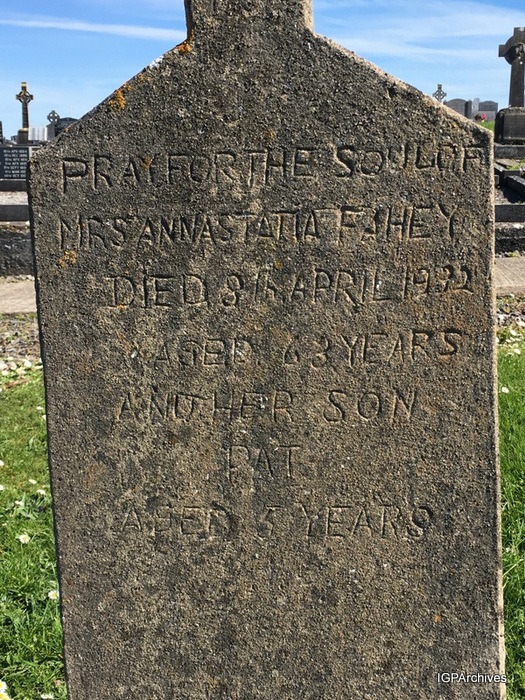 PRAY FOR THE SOUL OF
MRS ANNASTATIA FAHEY
DIED 8th APRIL 1932
AGED 63 YEARS
AND HER SON
PAT
AGED 5 YEARS
IGPArchives